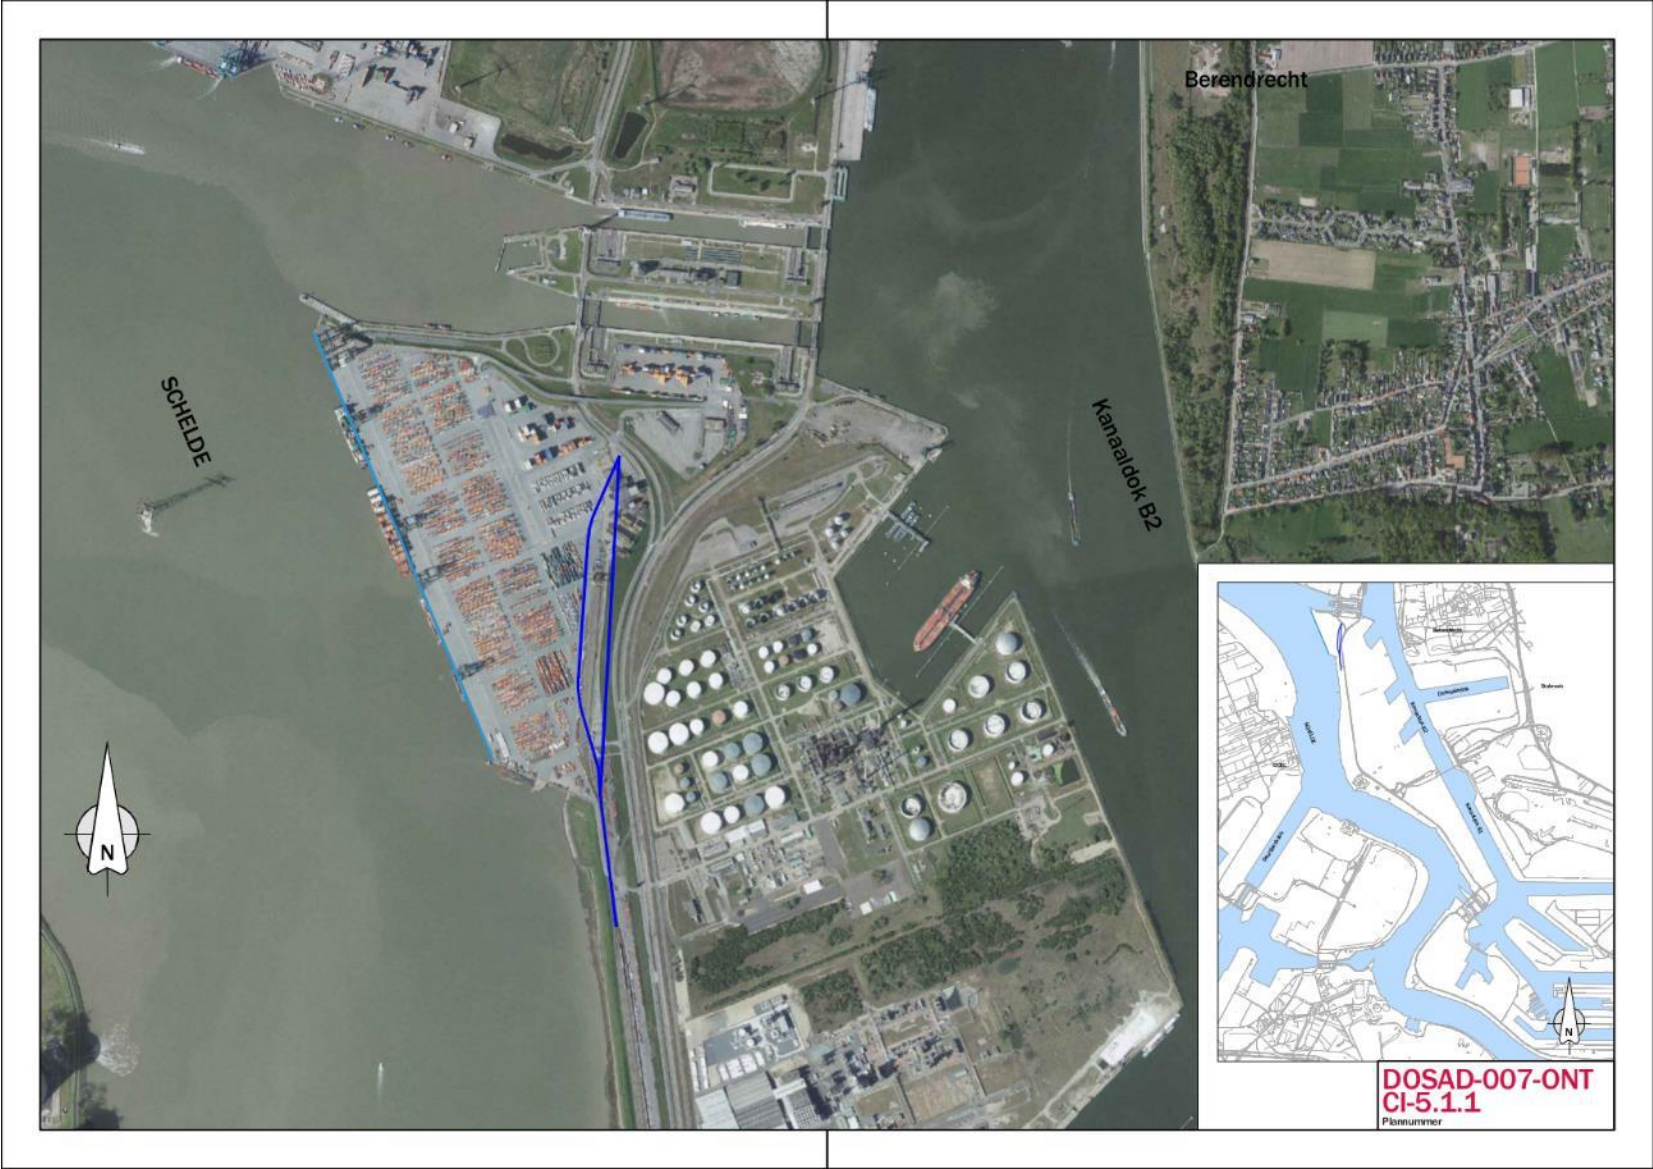 Berendrecht
SCHELDE
Kanaaldok B2
N
N
DOSAD-007-ONT
CI-5.1.1
Plannummer